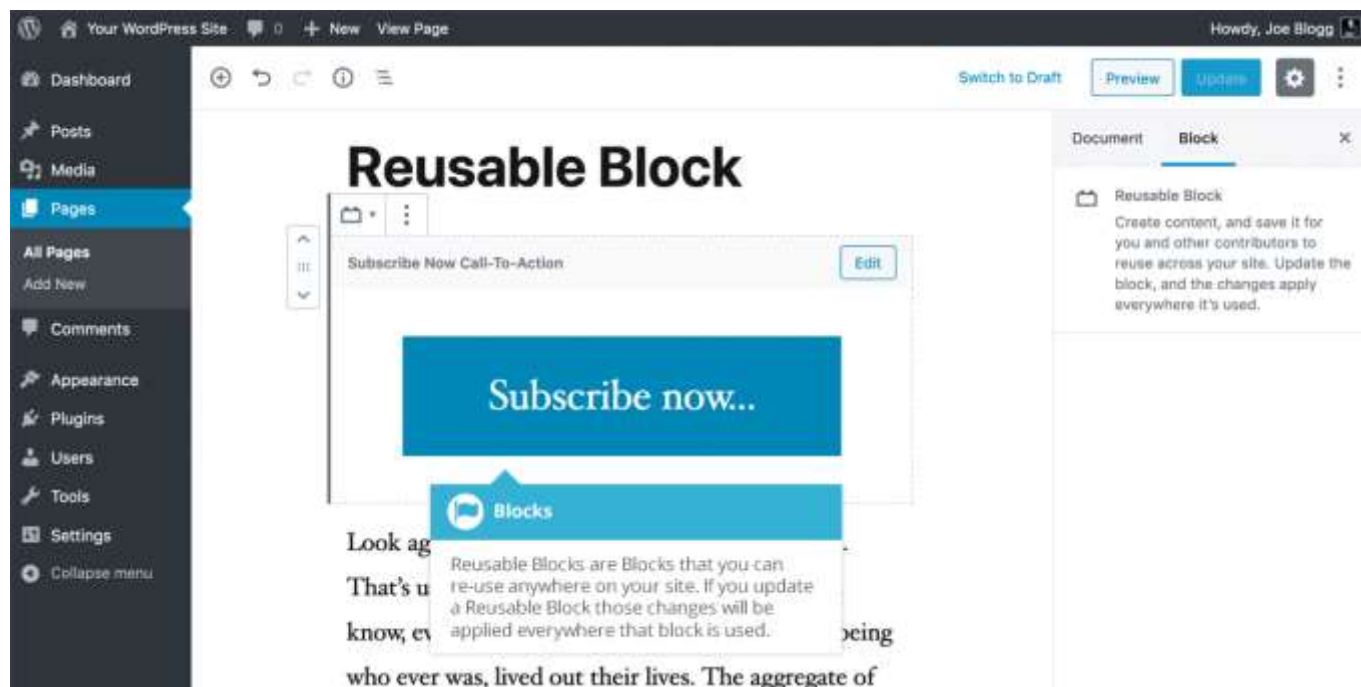 Your WordPress Site 0 + New View Page Howdy, Joe Blogg
Dashboard
Posts
Media
Pages
All Pages
Add New
Comments
Appearance
Plugins
Users
Tools
Settings
Collapse menu
Switch to Draft Preview Update
Reusable Block
Subscribe Now Call-To-Action Edit
Subscribe now...
Blocks
Reusable Blocks are Blocks that you can
re-use anywhere on your site. If you update
a Reusable Block those changes will be
applied everywhere that block is used.
Look ag
That's u
know, ev being
who ever was, lived out their lives. The aggregate of
Document Block
Reusable Block
Create content, and save it for
you and other contributors to
reuse across your site. Update the
block, and the changes apply
everywhere it's used.